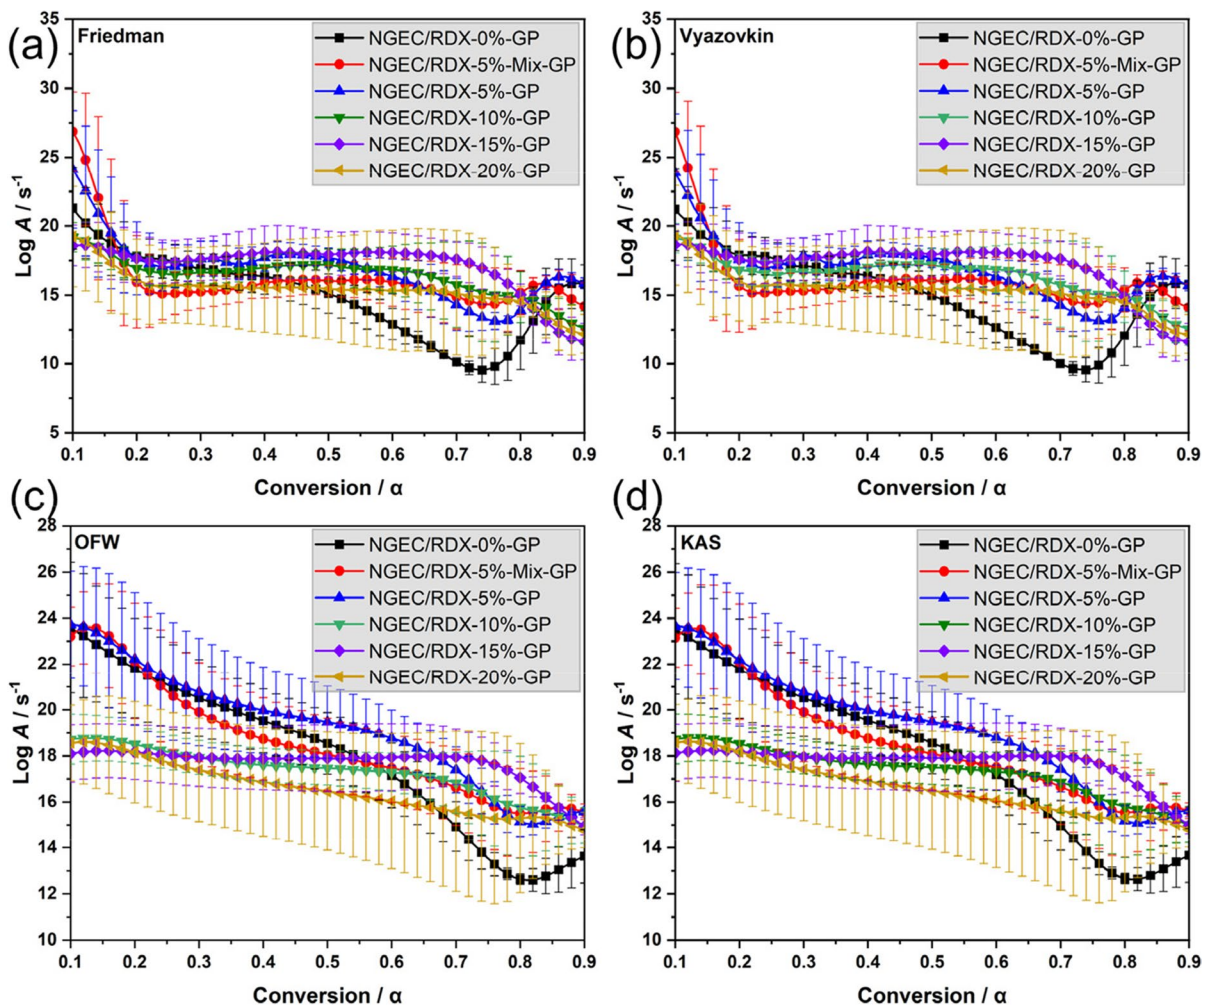 (a)
Friedman
NGEC/RDX-0%-GP
NGEC/RDX-5%-Mix-GP
NGEC/RDX-5%-GP
NGEC/RDX-10%-GP
NGEC/RDX-15%-GP
NGEC/RDX-20%-GP
Log A / s-1
35
30
25
20
15
10
5
0.1 0.2 0.3 0.4 0.5 0.6 0.7 0.8 0.9
Conversion / α
(b)
Vyazovkin
NGEC/RDX-0%-GP
NGEC/RDX-5%-Mix-GP
NGEC/RDX-5%-GP
NGEC/RDX-10%-GP
NGEC/RDX-15%-GP
NGEC/RDX-20%-GP
Log A / s-1
35
30
25
20
15
10
5
0.1 0.2 0.3 0.4 0.5 0.6 0.7 0.8 0.9
Conversion / α
(c)
OFW
NGEC/RDX-0%-GP
NGEC/RDX-5%-Mix-GP
NGEC/RDX-5%-GP
NGEC/RDX-10%-GP
NGEC/RDX-15%-GP
NGEC/RDX-20%-GP
Log A / s-1
28
26
24
22
20
18
16
14
12
10
0.1 0.2 0.3 0.4 0.5 0.6 0.7 0.8 0.9
Conversion / α
(d)
KAS
NGEC/RDX-0%-GP
NGEC/RDX-5%-Mix-GP
NGEC/RDX-5%-GP
NGEC/RDX-10%-GP
NGEC/RDX-15%-GP
NGEC/RDX-20%-GP
Log A / s-1
28
26
24
22
20
18
16
14
12
10
0.1 0.2 0.3 0.4 0.5 0.6 0.7 0.8 0.9
Conversion / α